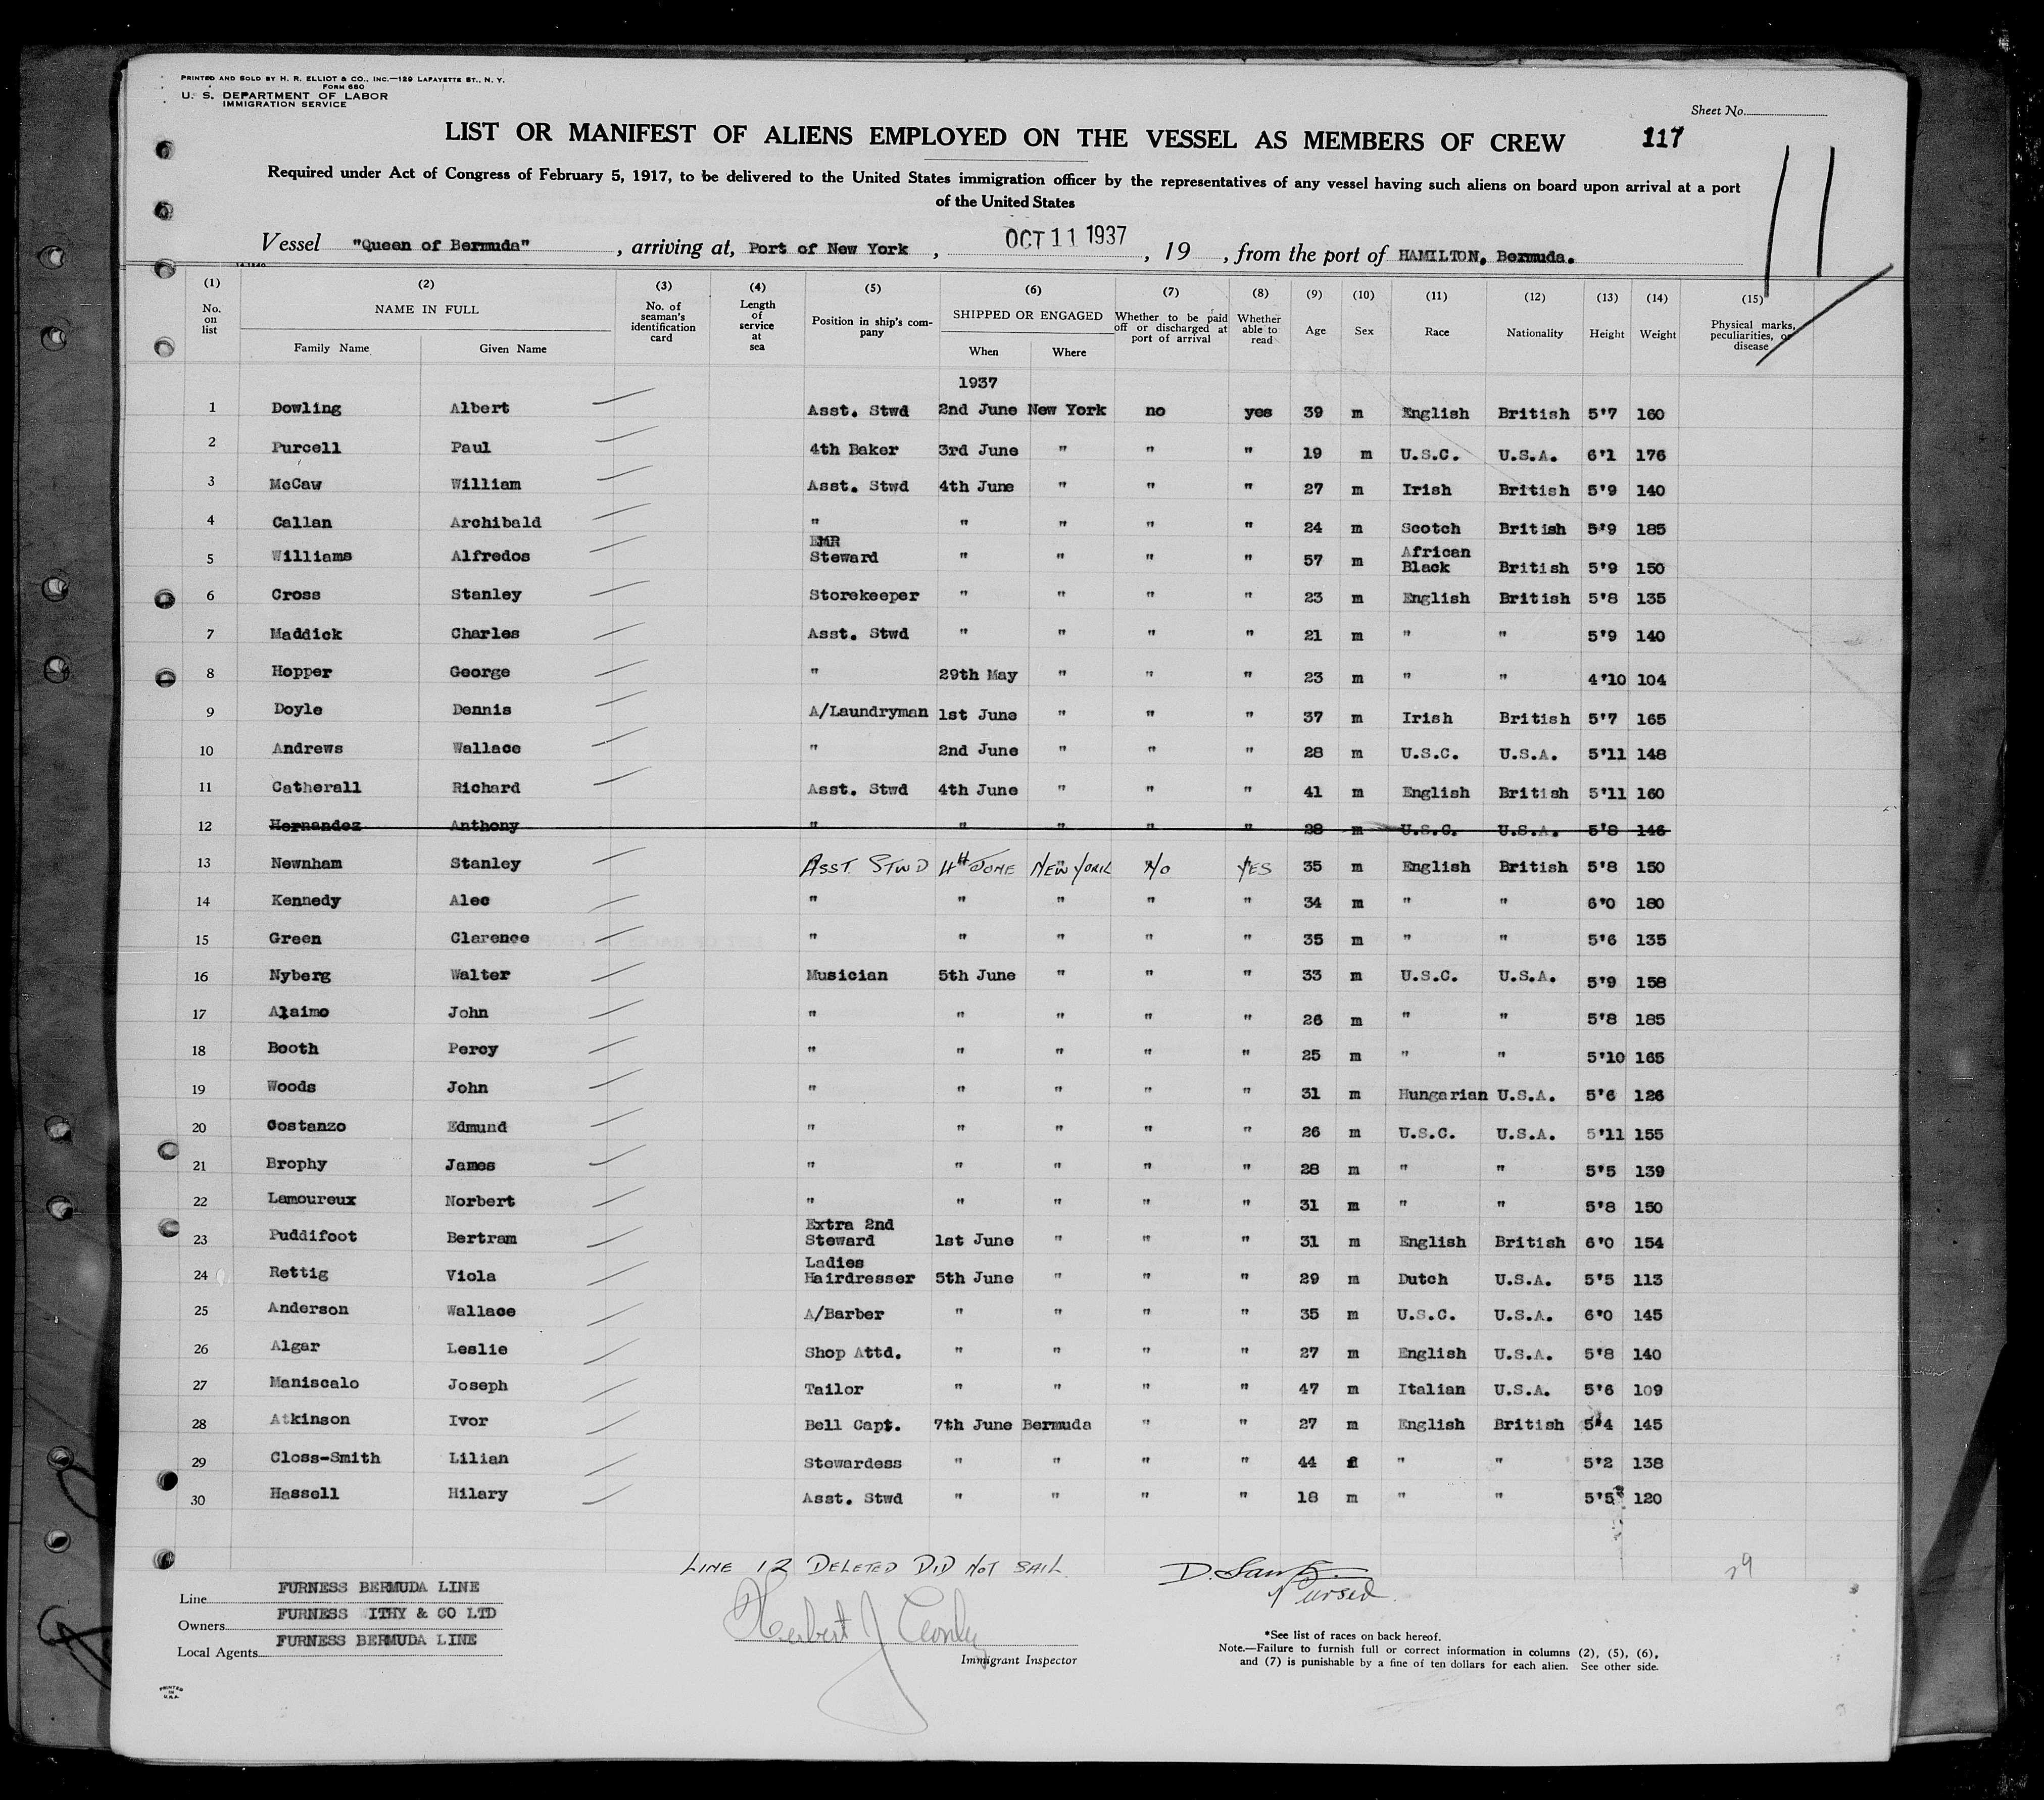 PRINTED AND SOLD BY H. R. ELLIOT & CO., INC.—129 LAFAYETTE ST., N. Y.
FORM 680
U. S. DEPARTMENT OF LABOR
IMMIGRATION SERVICE
Sheet No.
LIST OR MANIFEST OF ALIENS EMPLOYED ON THE VESSEL AS MEMBERS OF CREW 117
Required under Act of Congress of February 5, 1917, to be delivered to the United States immigration officer by the representatives of any vessel having such aliens on board upon arrival at a port
of the United States
11
Vessel "Queen of Bermuda" , arriving at, Port of New York , OCT 11 1937 , 19 , from the port of HAMILTON, Bermuda.
(1) (2) (3) (4) (5) (6) (7) (8) (9) (10) (11) (12) (13) (14) (15)
No. on list NAME IN FULL Family Name Given Name No. of seaman's identification card Length of service at sea Position in ship's company SHIPPED OR ENGAGED When Where Whether to be paid off or discharged at port of arrival Whether able to read Age Sex Race Nationality Height Weight Physical marks, peculiarities, or disease
1937
1 Dowling Albert Asst. Stwd 2nd June New York no yes 39 m English British 5'7 160
2 Purcell Paul 4th Baker 3rd June " " " 19 m U.S.C. U.S.A. 6'1 176
3 McCaw William Asst. Stwd 4th June " " " 27 m Irish British 5'9 140
4 Callan Archibald " " " " " 24 m Scotch British 5'9 185
5 Williams Alfredos EMR Steward " " " " 57 m African Black British 5'9 150
6 Cross Stanley Storekeeper " " " " 23 m English British 5'8 135
7 Maddick Charles Asst. Stwd " " " " 21 m " " 5'9 140
8 Hopper George " 29th May " " " 23 m " " 4'10 104
9 Doyle Dennis A/Laundryman 1st June " " " 37 m Irish British 5'7 165
10 Andrews Wallace " 2nd June " " " 28 m U.S.C. U.S.A. 5'11 148
11 Catherall Richard Asst. Stwd 4th June " " " 41 m English British 5'11 160
12 Hernandez Anthony " " " " " 28 m U.S.C. U.S.A. 5'8 146
13 Newnham Stanley ASST. STWD 4th JUNE NEW YORK NO YES 35 m English British 5'8 150
14 Kennedy Alec " " " " " 34 m " " 6'0 180
15 Green Clarence " " " " " 35 m " " 5'6 135
16 Nyberg Walter Musician 5th June " " " 33 m U.S.C. U.S.A. 5'9 158
17 Alaimo John " " " " " 26 m " " 5'8 185
18 Booth Percy " " " " " 25 m " " 5'10 165
19 Woods John " " " " " 31 m Hungarian U.S.A. 5'6 126
20 Costanzo Edmund " " " " " 26 m U.S.C. U.S.A. 5'11 155
21 Brophy James " " " " " 28 m " " 5'5 139
22 Lamoureux Norbert " " " " " 31 m " " 5'8 150
23 Puddifoot Bertram Extra 2nd Steward 1st June " " " 31 m English British 6'0 154
24 Rettig Viola Ladies Hairdresser 5th June " " " 29 m Dutch U.S.A. 5'5 113
25 Anderson Wallace A/Barber " " " " 35 m U.S.C. U.S.A. 6'0 145
26 Algar Leslie Shop Attd. " " " " 27 m English U.S.A. 5'8 140
27 Maniscalo Joseph Tailor " " " " 47 m Italian U.S.A. 5'6 109
28 Atkinson Ivor Bell Capt. 7th June Bermuda " " 27 m English British 5'4 145
29 Closs-Smith Lilian Stewardess " " " " 44 f " " 5'2 138
30 Hassell Hilary Asst. Stwd " " " " 18 m " " 5'5 120
LINE 12 DELETED DID NOT SAIL.
29
Line FURNESS BERMUDA LINE
Owners FURNESS ITHY & CO LTD
Local Agents FURNESS BERMUDA LINE
Herbert J
Immigrant Inspector
*See list of races on back hereof.
Note.—Failure to furnish full or correct information in columns (2), (5), (6),
and (7) is punishable by a fine of ten dollars for each alien. See other side.
PRINTED IN U.S.A.